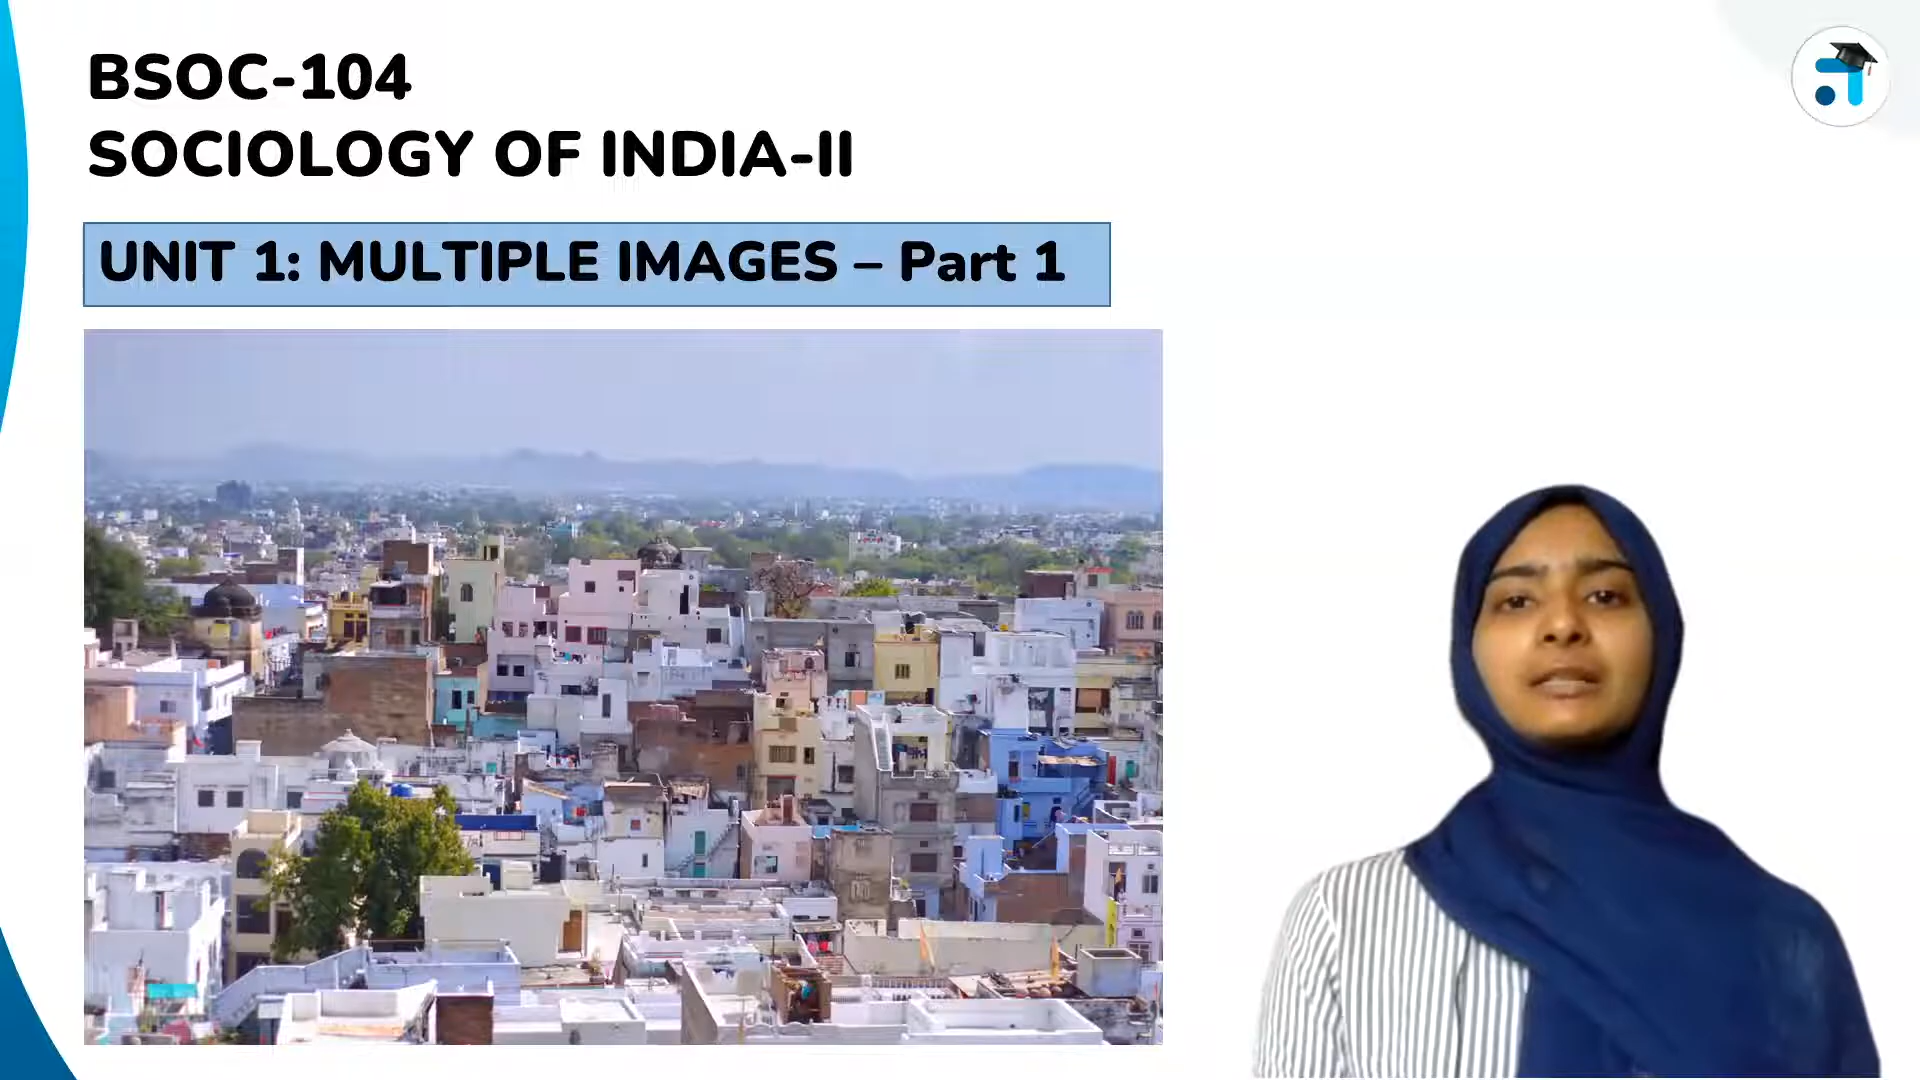 BSOC-104
SOCIOLOGY OF INDIA-II
UNIT 1: MULTIPLE IMAGES – Part 1